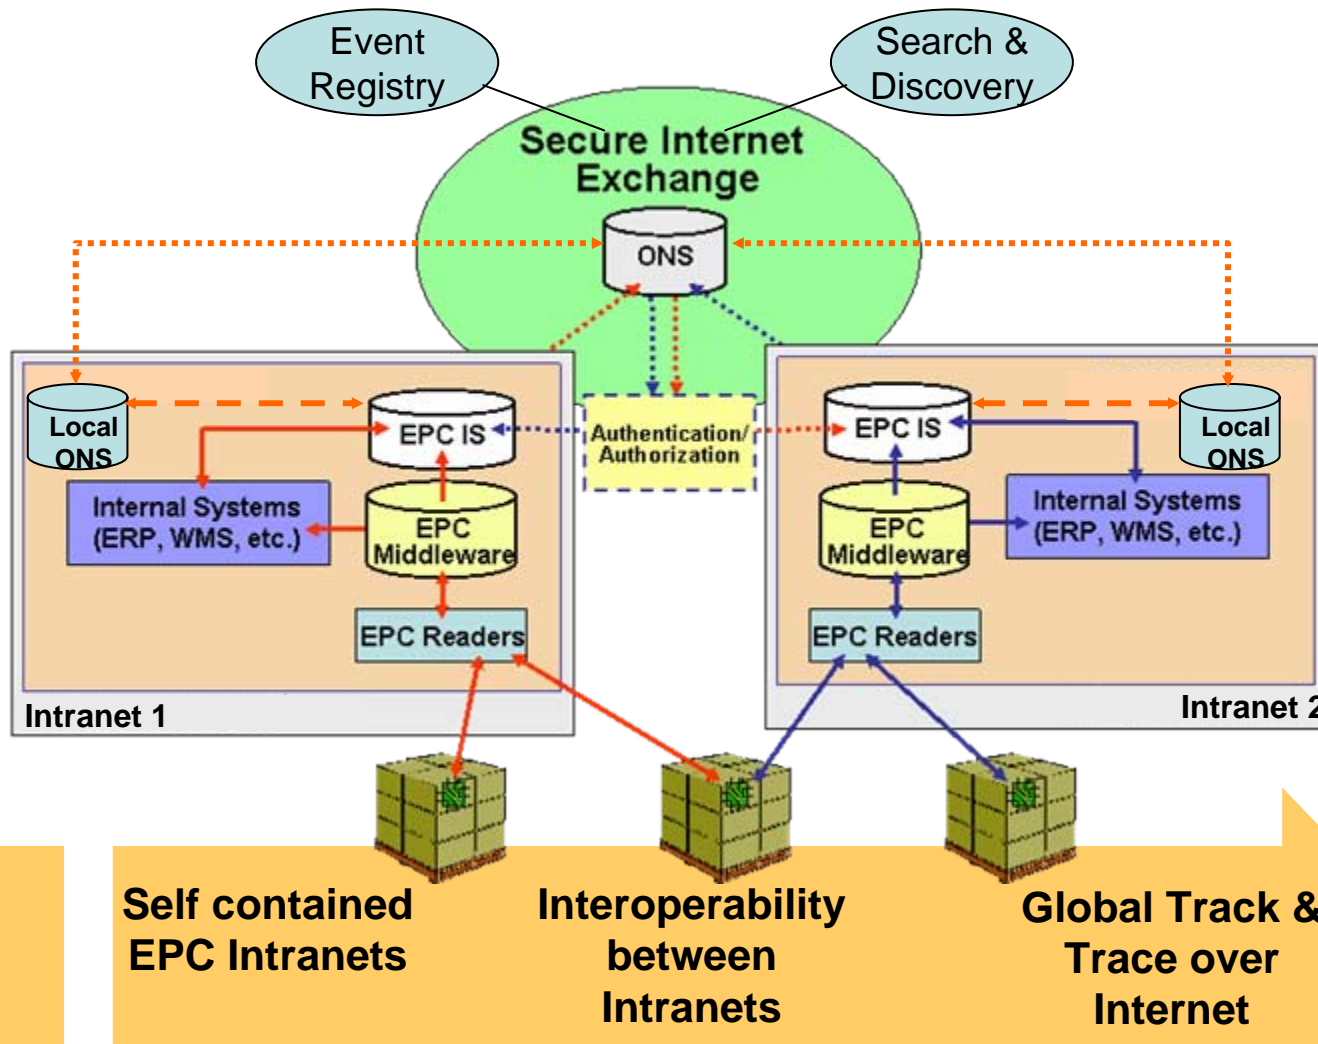 Event
Registry
Search &
Discovery
Secure Internet
Exchange
ONS
Local
ONS
EPC IS
Authentication/
Authorization
EPC IS
Local
ONS
Internal Systems
(ERP, WMS, etc.)
EPC
Middleware
EPC
Middleware
Internal Systems
(ERP, WMS, etc.)
EPC Readers
EPC Readers
Intranet 1
Intranet 2
Self contained
EPC Intranets
Interoperability
between
Intranets
Global Track &
Trace over
Internet